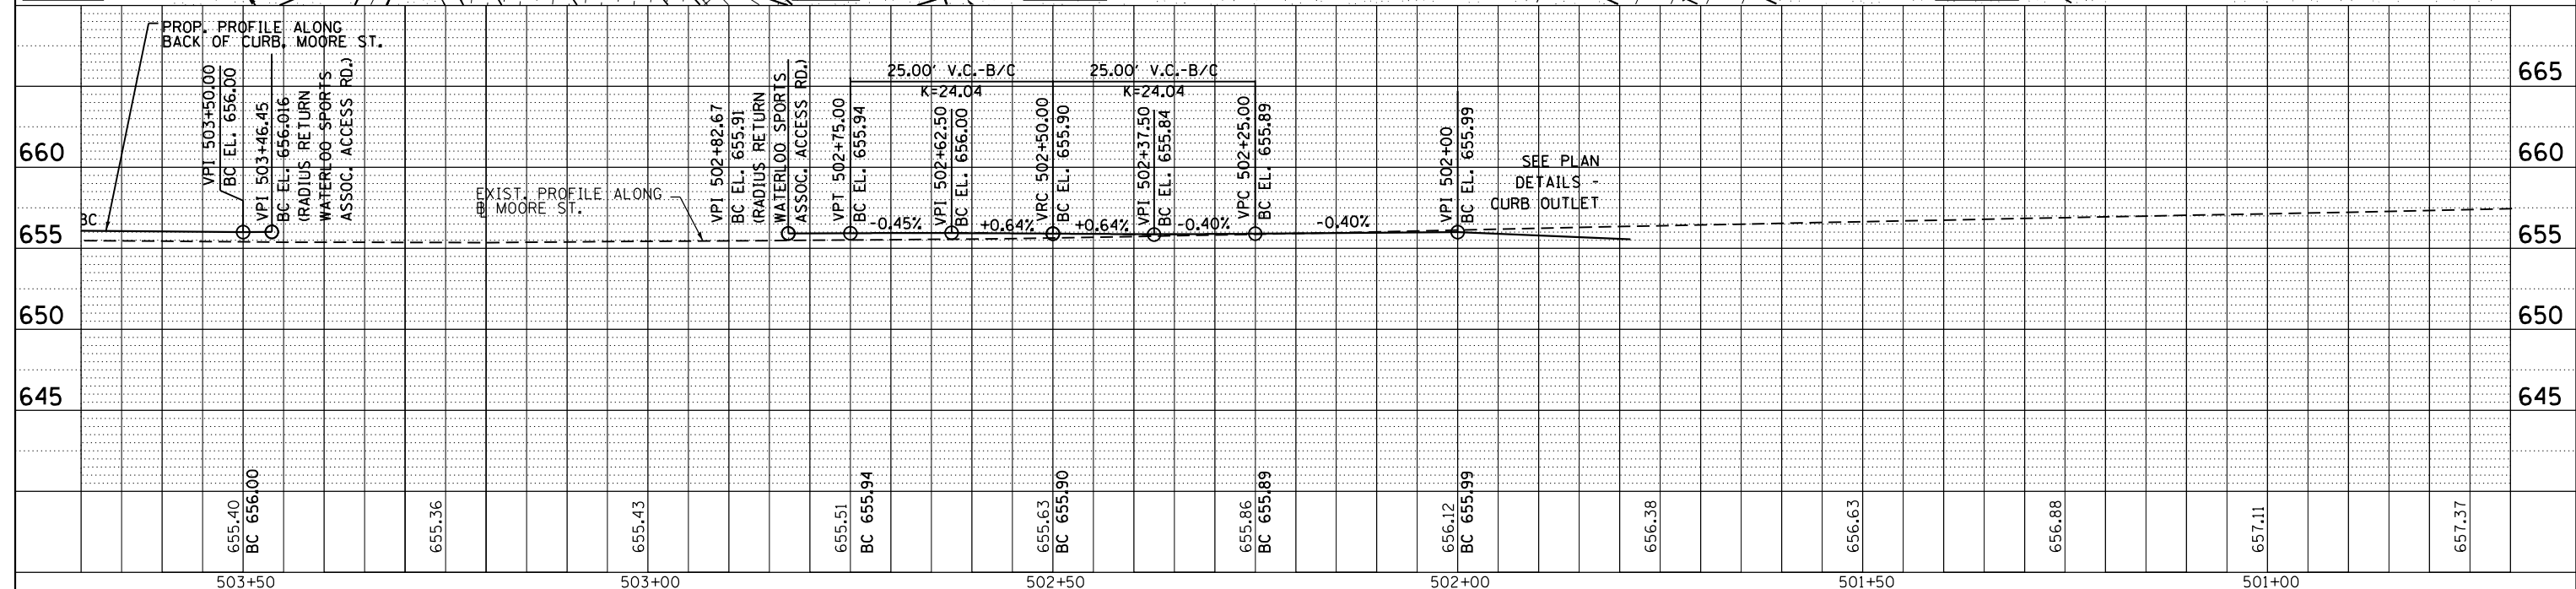 PROP. PROFILE ALONG
BACK OF CURB, MOORE ST.
VPI 503+50.00
BC EL. 656.00
VPI 503+46.45
BC EL. 656.016
(RADIUS RETURN
WATERLOO SPORTS
ASSOC. ACCESS RD.)
EXIST. PROFILE ALONG
MOORE ST.
VPI 502+82.67
BC EL. 655.91
(RADIUS RETURN
WATERLOO SPORTS
ASSOC. ACCESS RD.)
VPT 502+75.00
BC EL. 655.94
25.00' V.C.-B/C
K=24.04
VPI 502+62.50
BC EL. 656.00
VRC 502+50.00
BC EL. 655.90
25.00' V.C.-B/C
K=24.04
VPI 502+37.50
BC EL. 655.84
VPC 502+25.00
BC EL. 655.89
VPI 502+00
BC EL. 655.99
SEE PLAN
DETAILS -
CURB OUTLET
BC
-0.45%
+0.64%
+0.64%
-0.40%
-0.40%
665
660
660
655
655
650
650
645
645
655.40
BC 656.00
655.36
655.43
655.51
BC 655.94
655.63
BC 655.90
655.86
BC 655.89
656.12
BC 655.99
656.38
656.63
656.88
657.11
657.37
503+50
503+00
502+50
502+00
501+50
501+00